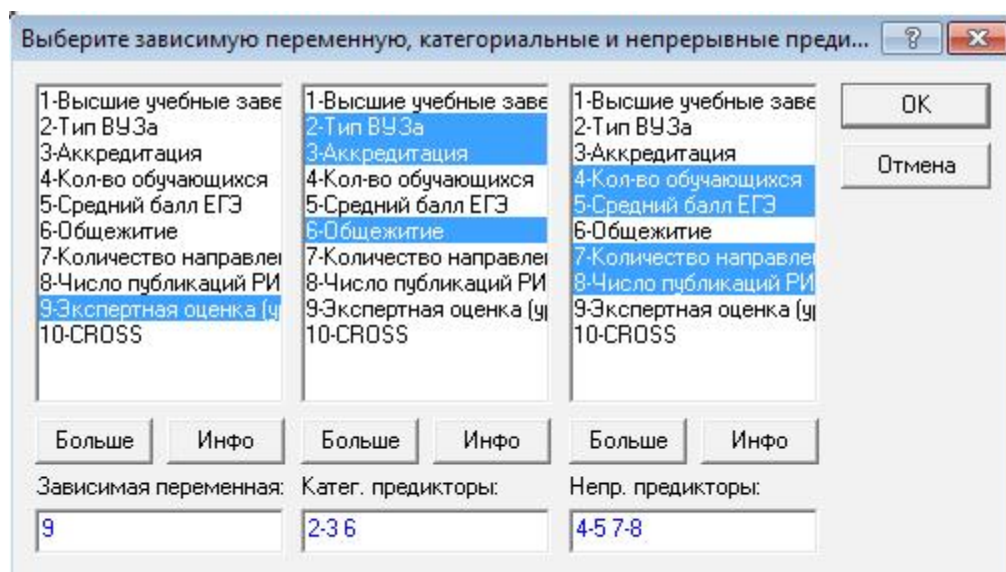 Выберите зависимую переменную, категориальные и непрерывные преди...
1-Высшие учебные заве
2-Тип ВУЗа
3-Аккредитация
4-Кол-во обучающихся
5-Средний балл ЕГЭ
6-Общежитие
7-Количество направлен
8-Число публикаций РИ
9-Экспертная оценка (у
10-CROSS
1-Высшие учебные заве
2-Тип ВУЗа
3-Аккредитация
4-Кол-во обучающихся
5-Средний балл ЕГЭ
6-Общежитие
7-Количество направлен
8-Число публикаций РИ
9-Экспертная оценка (у
10-CROSS
1-Высшие учебные заве
2-Тип ВУЗа
3-Аккредитация
4-Кол-во обучающихся
5-Средний балл ЕГЭ
6-Общежитие
7-Количество направлен
8-Число публикаций РИ
9-Экспертная оценка (у
10-CROSS
OK
Отмена
Больше Инфо Больше Инфо Больше Инфо
Зависимая переменная: Катег. предикторы: Непр. предикторы:
9 2-3 6 4-5 7-8